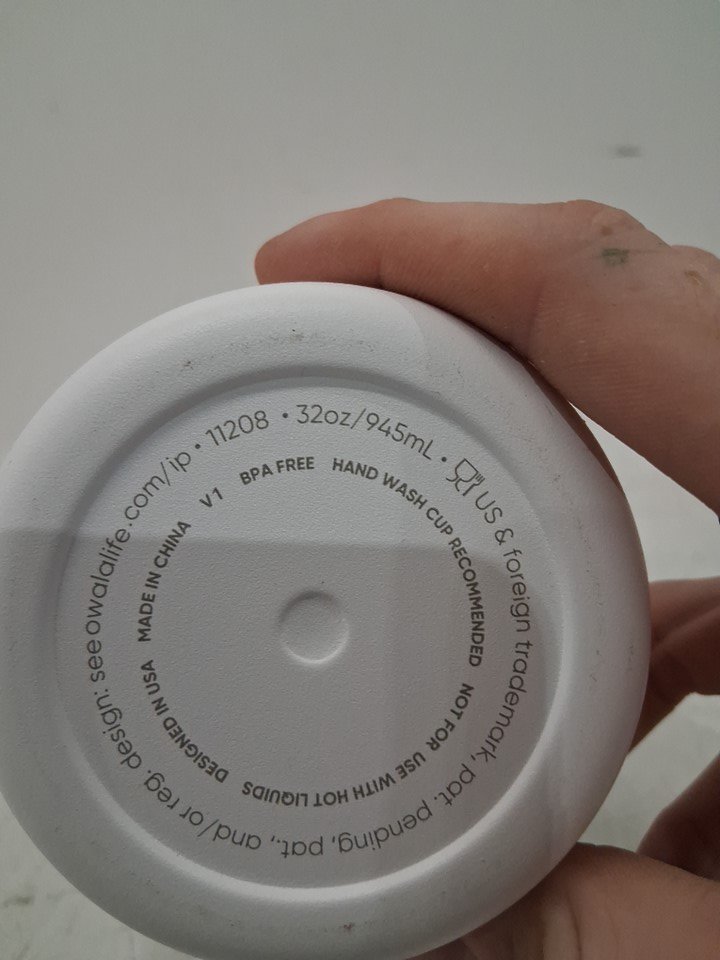 US & foreign trademark, pat. pending, pat., and/or reg. design: see owalalife.com/ip • 11208 • 32oz/945mL •
BPA FREE HAND WASH CUP RECOMMENDED NOT FOR USE WITH HOT LIQUIDS DESIGNED IN USA MADE IN CHINA V1